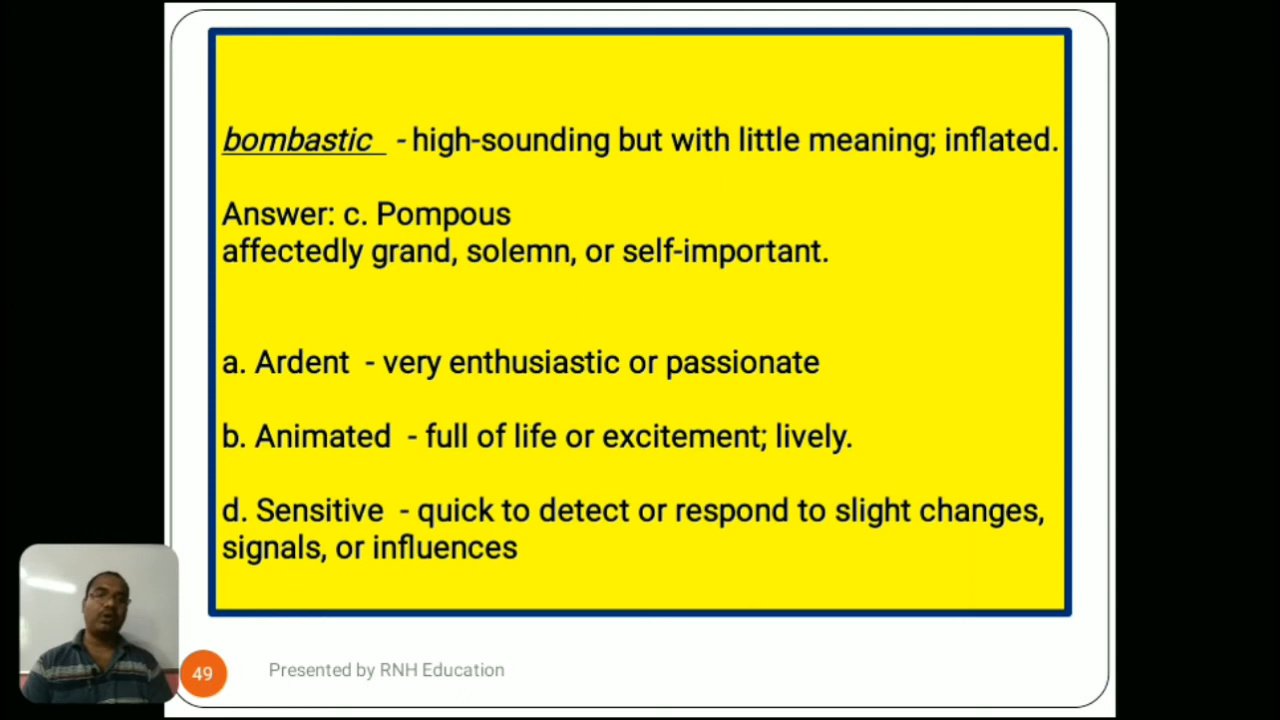 bombastic - high-sounding but with little meaning; inflated.
Answer: c. Pompous
affectedly grand, solemn, or self-important.
a. Ardent - very enthusiastic or passionate
b. Animated - full of life or excitement; lively.
d. Sensitive - quick to detect or respond to slight changes,
signals, or influences
49
Presented by RNH Education